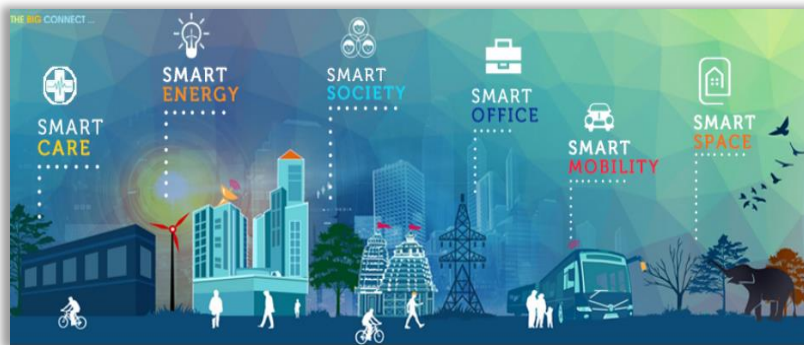 THE BIG CONNECT ...
SMART
CARE
SMART
ENERGY
SMART
SOCIETY
SMART
OFFICE
SMART
MOBILITY
SMART
SPACE